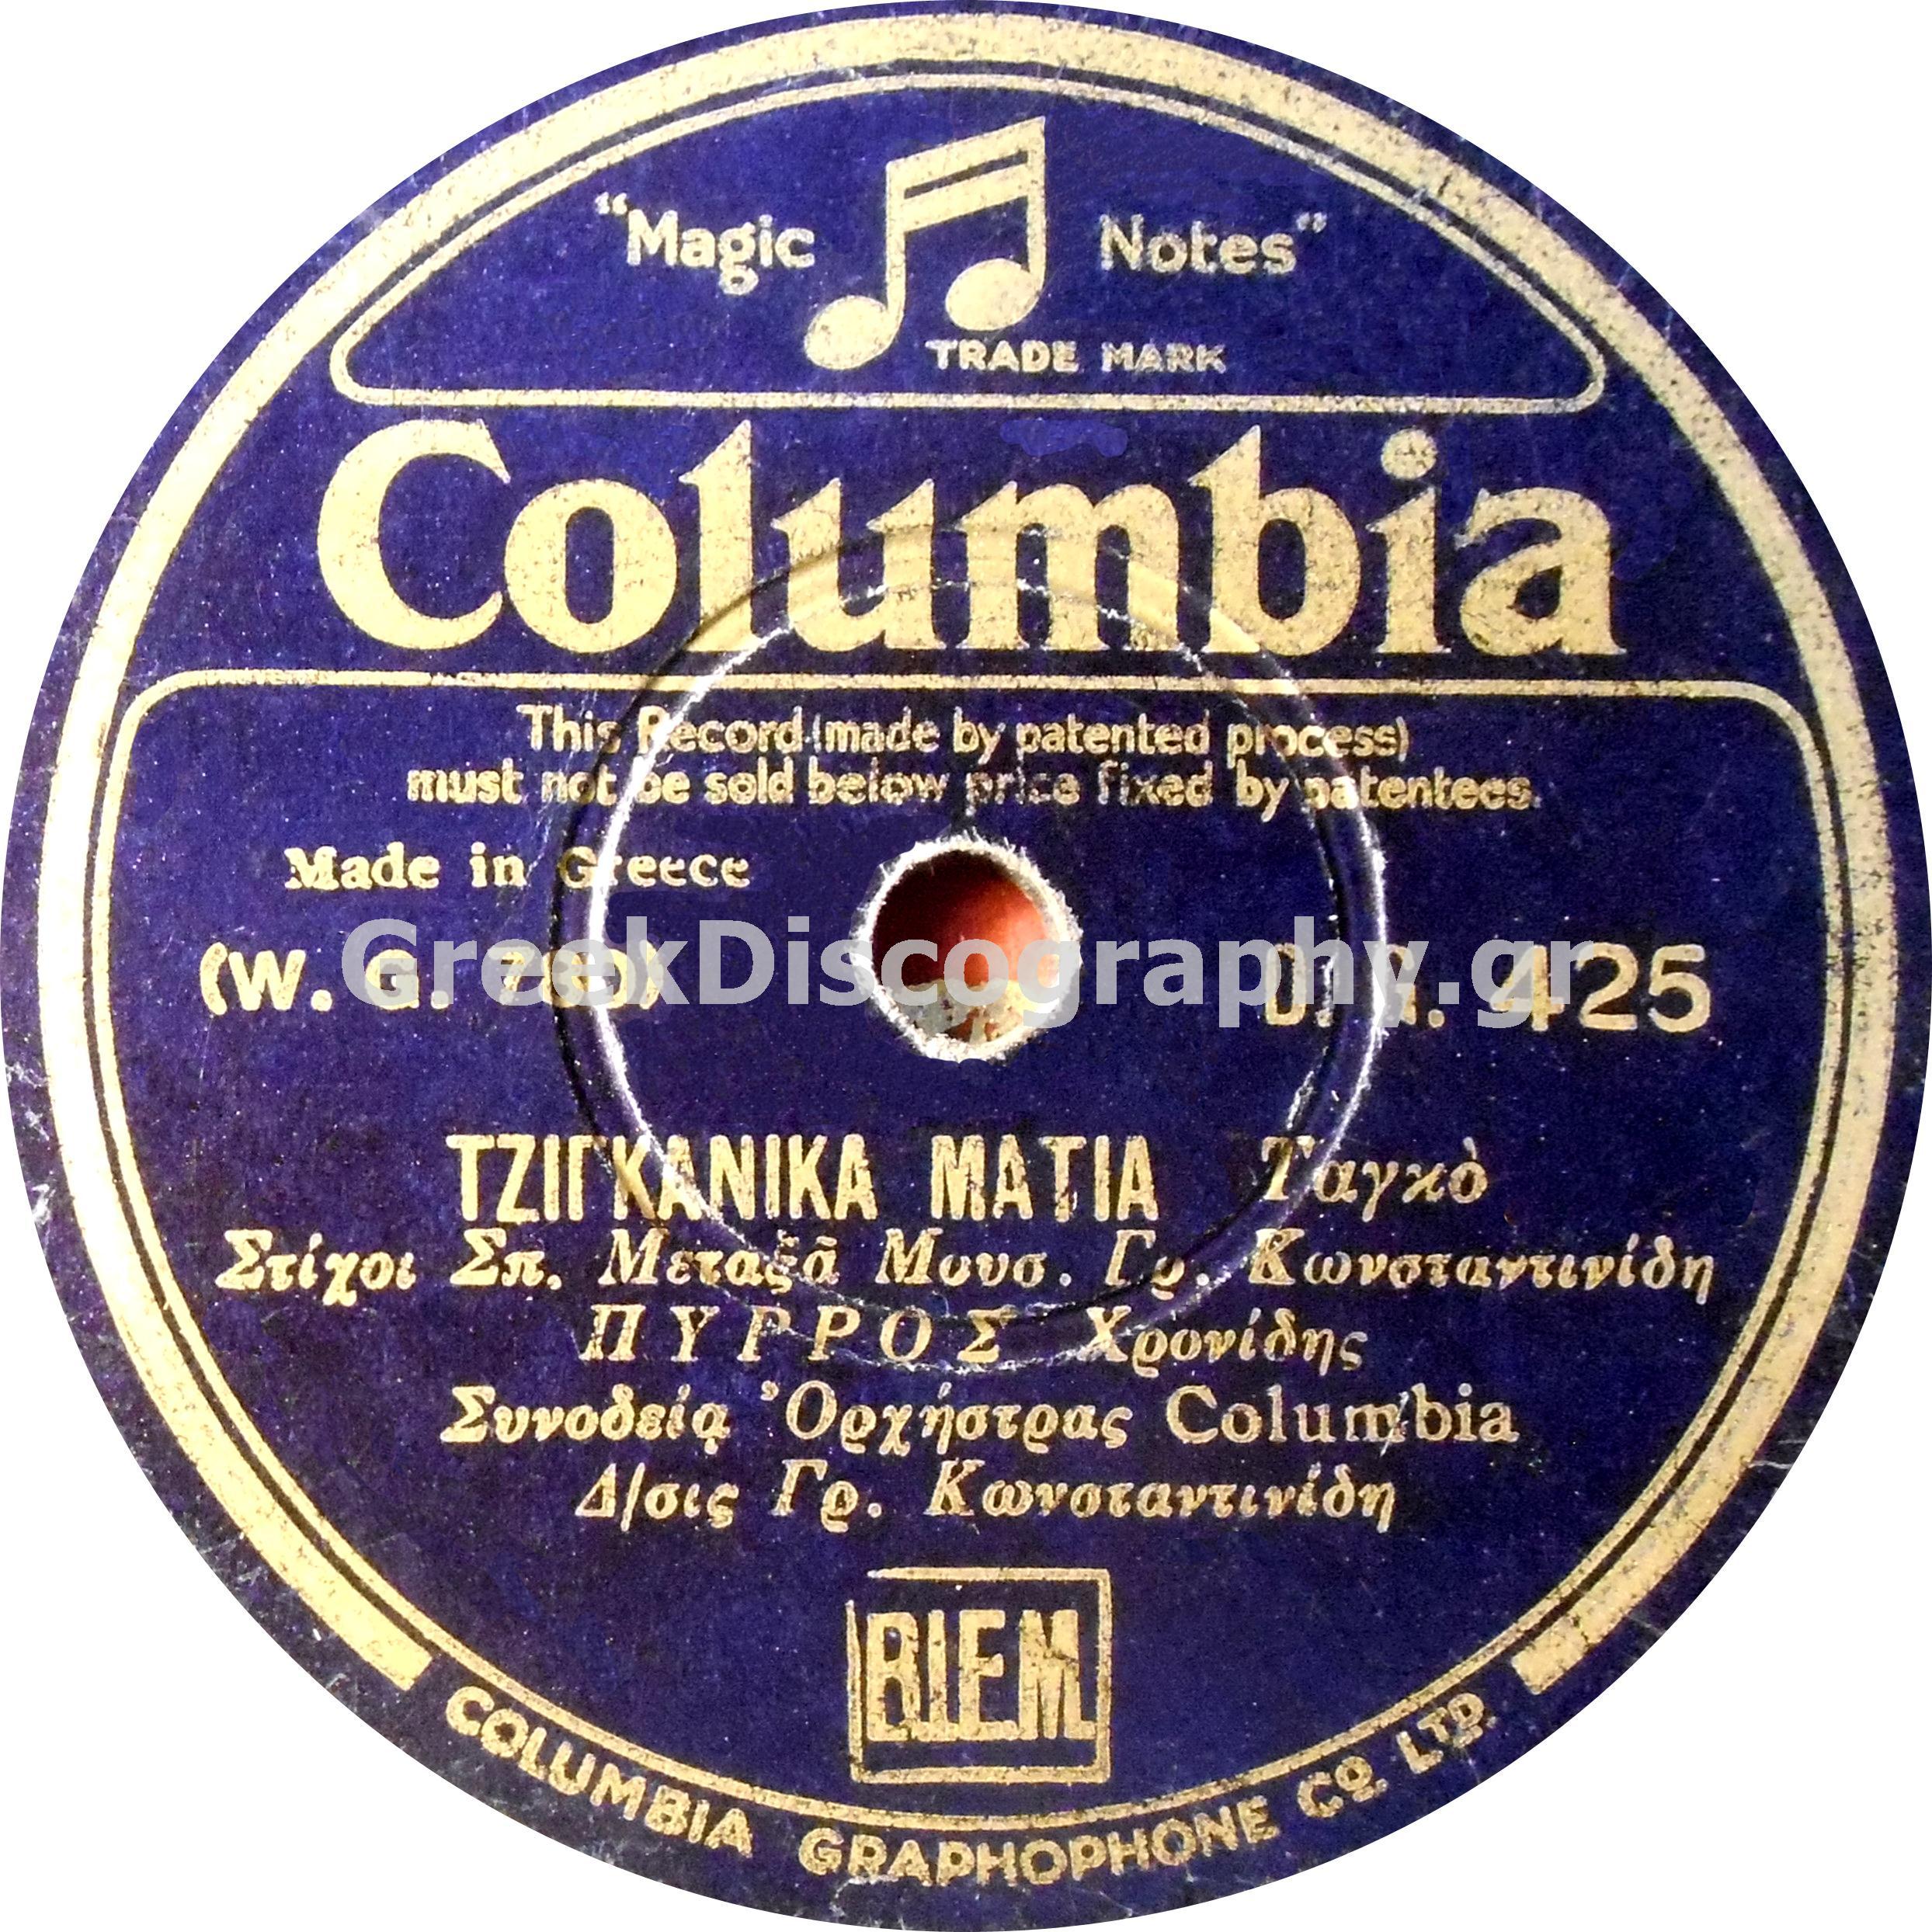 "Magic Notes"
TRADE MARK
Columbia
This Record (made by patented process)
must not be sold below price fixed by patentees.
Made in Greece
GreekDiscography.gr
(W. G. D. G. 425
ΤΖΙΓΚΑΝΙΚΑ ΜΑΤΙΑ Ταγκὸ
Στίχοι Σπ. Μεταξᾶ Μουσ. Γρ. Κωνσταντινίδη
ΠΥΡΡΟΣ Χρονίδης
Συνοδείᾳ Ὀρχήστρας Columbia
Δ/σις Γρ. Κωνσταντινίδη
B.I.E.M.
COLUMBIA GRAPHOPHONE CO. LTD.